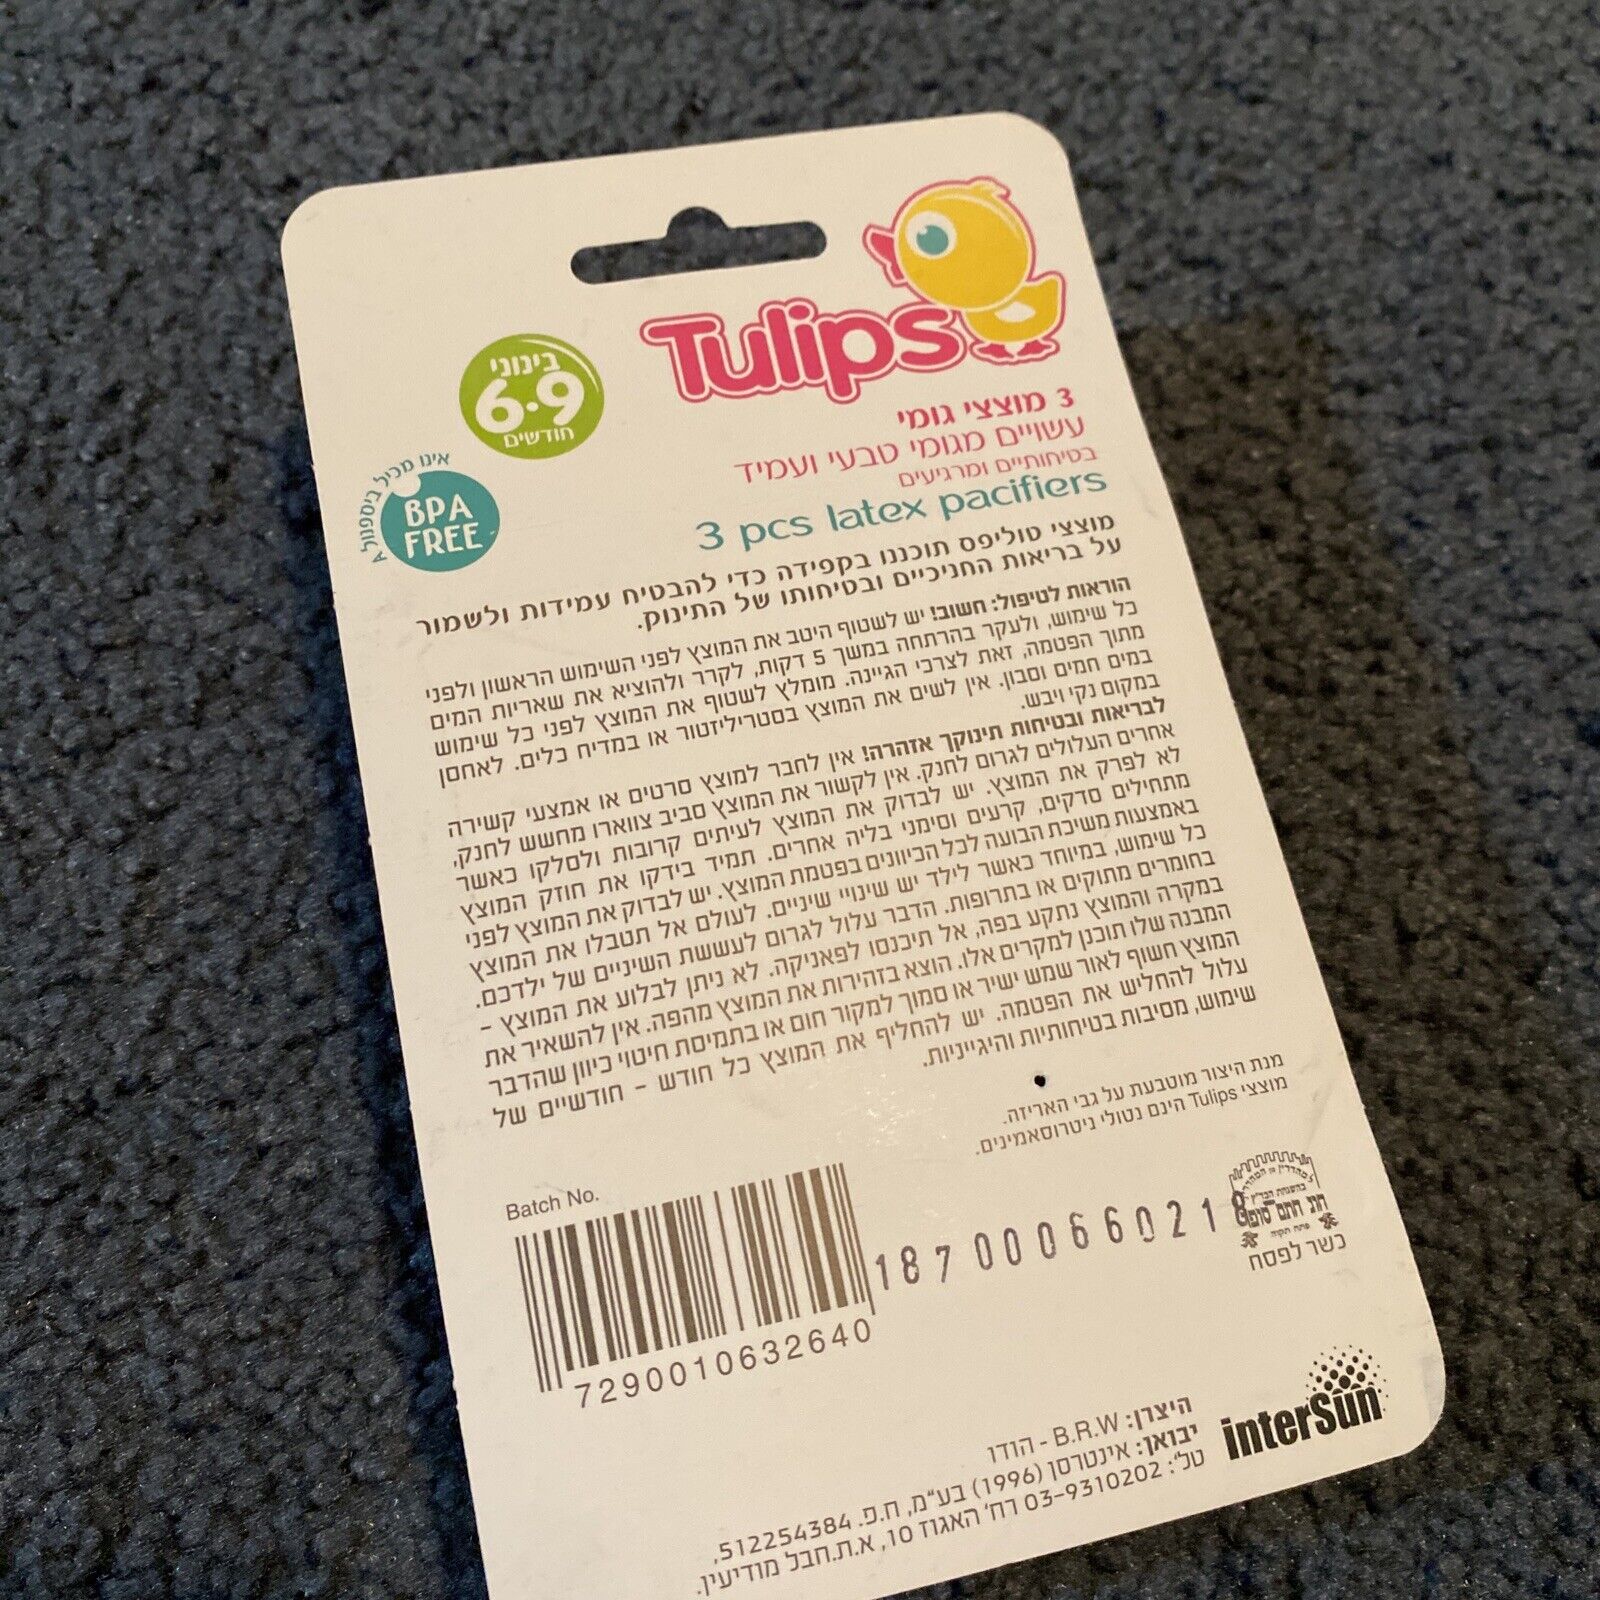 Tulips
בינוני
6-9
חודשים
אינו מכיל ביספנול A
BPA
FREE
3 מוצצי גומי
עשויים מגומי טבעי ועמיד
בטיחותיים ומרגיעים
3 pcs latex pacifiers
מוצצי טוליפס תוכננו בקפידה כדי להבטיח עמידות ולשמור
על בריאות החניכיים ובטיחותו של התינוק.
הוראות לטיפול: חשוב! יש לשטוף היטב את המוצץ לפני השימוש הראשון ולפני
כל שימוש, ולעקר בהרתחה במשך 5 דקות, לקרר ולהוציא את שאריות המים
מתוך הפטמה, זאת לצרכי הגיינה. מומלץ לשטוף את המוצץ לפני כל שימוש
במים חמים וסבון. אין לשים את המוצץ בסטריליזטור או במדיח כלים. לאחסן
במקום נקי ויבש.
לבריאות ובטיחות תינוקך אזהרה! אין לחבר למוצץ סרטים או אמצעי קשירה
אחרים העלולים לגרום לחנק. אין לקשור את המוצץ סביב צווארו מחשש לחנק,
לא לפרק את המוצץ. יש לבדוק את המוצץ לעיתים קרובות ולסלקו כאשר
מתחילים סדקים, קרעים וסימני בליה אחרים. תמיד בידקו את חוזק המוצץ
באמצעות משיכת הבועה לכל הכיוונים בפטמת המוצץ. יש לבדוק את המוצץ לפני
כל שימוש, במיוחד כאשר לילד יש שינויי שיניים. לעולם אל תטבלו את המוצץ
בחומרים מתוקים או בתרופות. הדבר עלול לגרום לעששת השיניים של ילדכם.
במקרה והמוצץ נתקע בפה, אל תיכנסו לפאניקה. לא ניתן לבלוע את המוצץ -
המבנה שלו תוכנן למקרים אלו. הוצא בזהירות את המוצץ מהפה. אין להשאיר את
המוצץ חשוף לאור שמש ישיר או סמוך למקור חום או בתמיסת חיטוי כיוון שהדבר
עלול להחליש את הפטמה. יש להחליף את המוצץ כל חודש - חודשיים של
שימוש, מסיבות בטיחותיות והיגייניות.
מנת היצור מוטבעת על גבי האריזה.
מוצצי Tulips הינם נטולי ניטרוסאמינים.
Batch No.
187000660218
חוג חתם סופר
פתח תקוה
כשר לפסח
7290010632640
interSun
היצרן: B.R.W - הודו
יבואן: אינטרסן (1996) בע"מ, ח.פ. 512254384,
טל': 03-9310202 רח' האגוז 10, א.ת.חבל מודיעין.